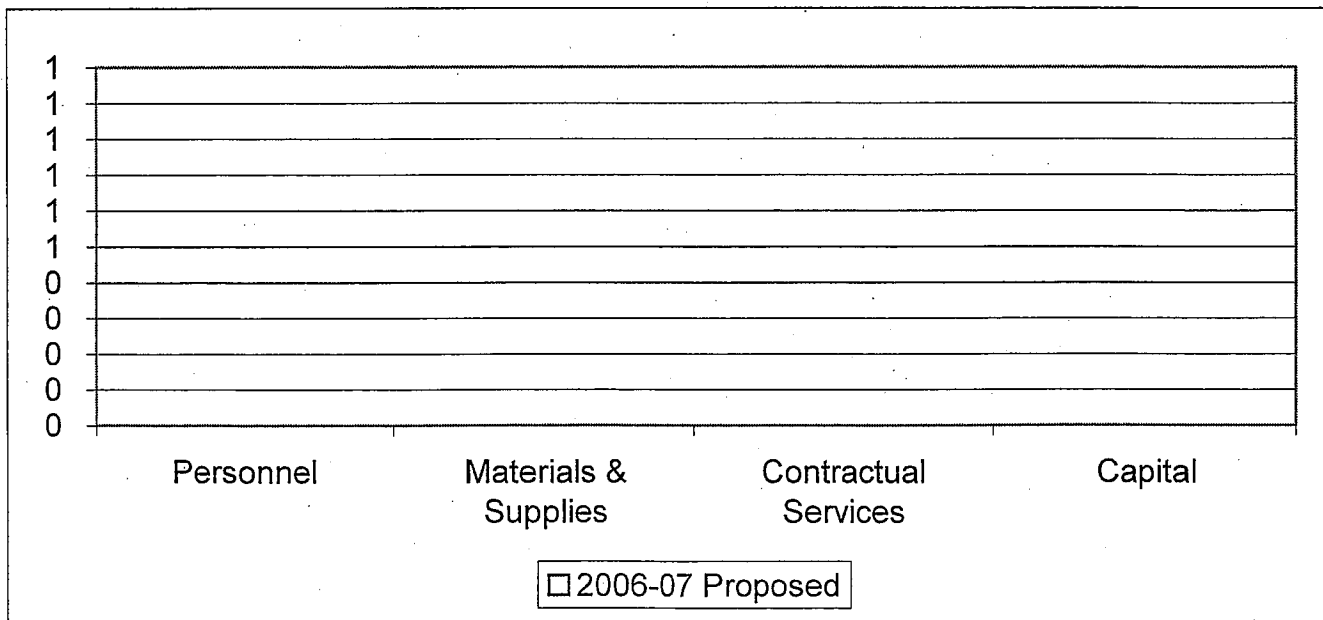 1
1
1
1
1
1
0
0
0
0
0
Personnel
Materials &
Supplies
Contractual
Services
Capital
2006-07 Proposed